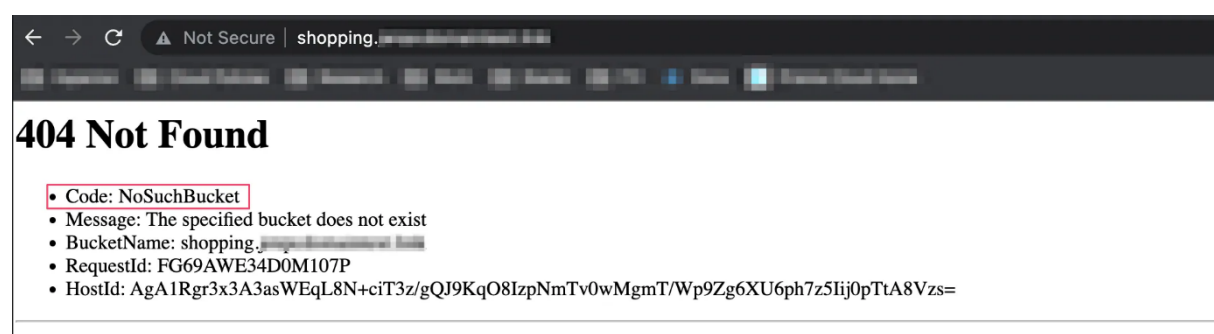 Not Secure | shopping.
404 Not Found
• Code: NoSuchBucket
• Message: The specified bucket does not exist
• BucketName: shopping.
• RequestId: FG69AWE34D0M107P
• HostId: AgA1Rgr3x3A3asWEqL8N+ciT3z/gQJ9KqO8IzpNmTv0wMgmT/Wp9Zg6XU6ph7z5Iij0pTtA8Vzs=